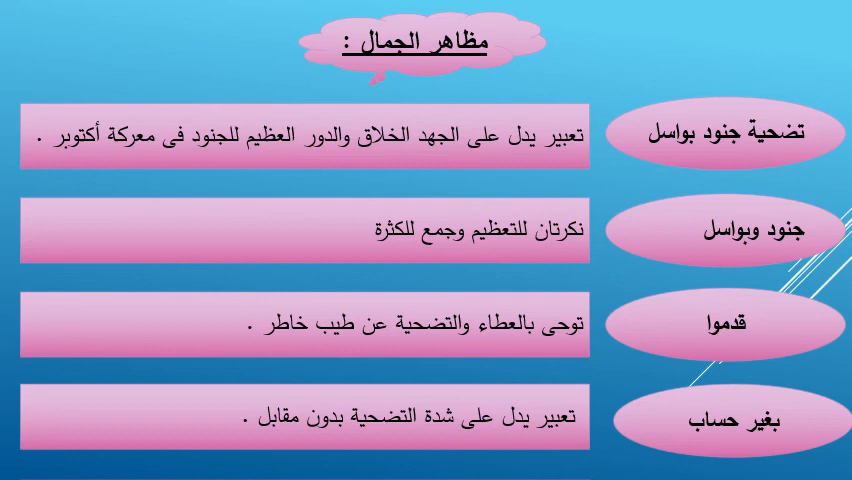 مظاهر الجمال :
تضحية جنود بواسل
تعبير يدل على الجهد الخلاق والدور العظيم للجنود فى معركة أكتوبر .
جنود وبواسل
نكرتان للتعظيم وجمع للكثرة
قدموا
توحى بالعطاء والتضحية عن طيب خاطر .
بغير حساب
تعبير يدل على شدة التضحية بدون مقابل .